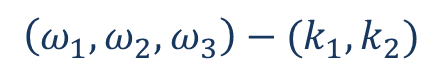 (ω₁, ω₂, ω₃) − (k₁, k₂)